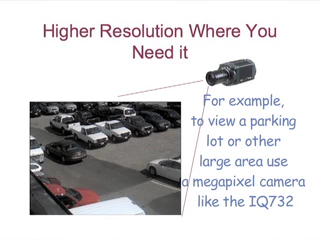 Higher Resolution Where You
Need it
For example,
to view a parking
lot or other
large area use
a megapixel camera
like the IQ732